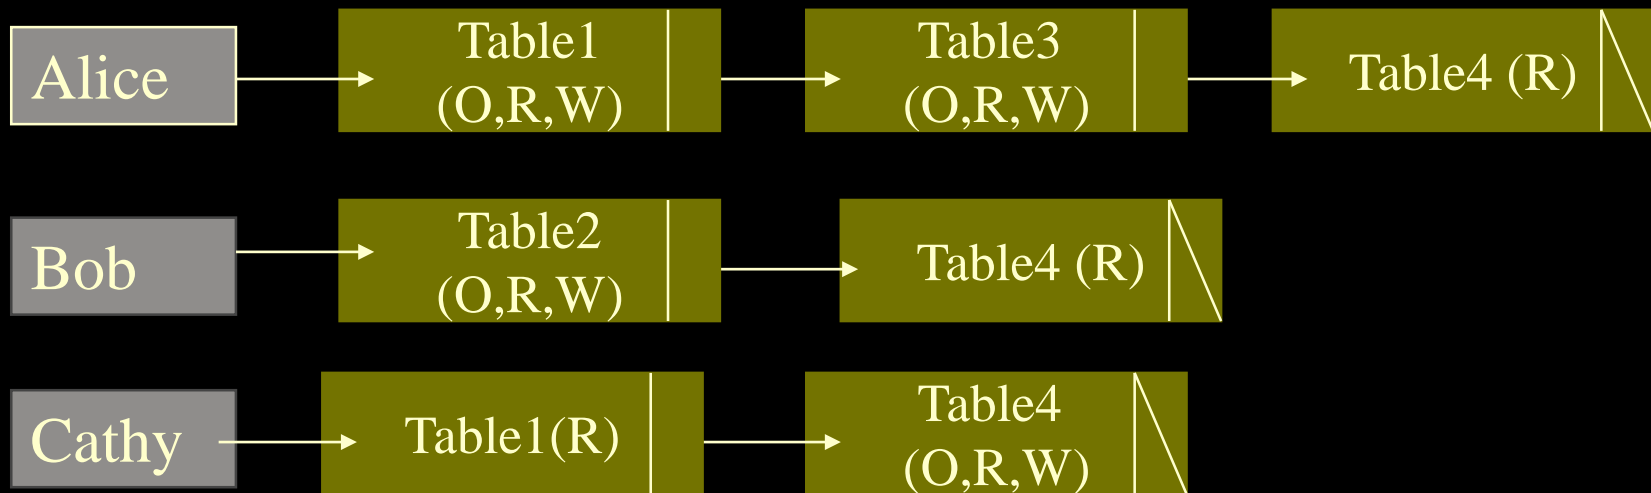 Alice
Table1
(O,R,W)
Table3
(O,R,W)
Table4 (R)
Bob
Table2
(O,R,W)
Table4 (R)
Cathy
Table1(R)
Table4
(O,R,W)